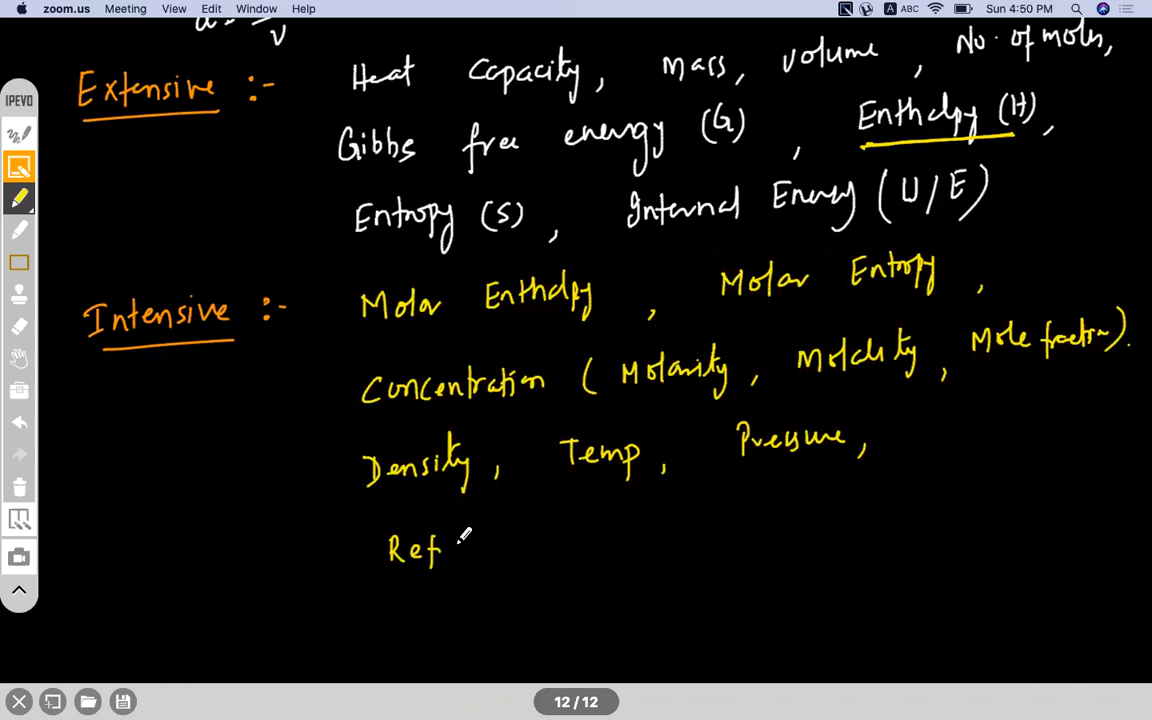 zoom.us Meeting View Edit Window Help A ABC Sun 4:50 PM
v
IPEVO
Extensive :- Heat Capacity, Mass, Volume, No. of moles,
Gibbs free energy (G), Enthalpy (H),
Entropy (S), Internal Energy (U/E)
Intensive :- Molar Enthalpy, Molar Entropy,
Concentration (Molarity, Molality, Mole fraction).
Density, Temp, Pressure,
Ref
12 / 12